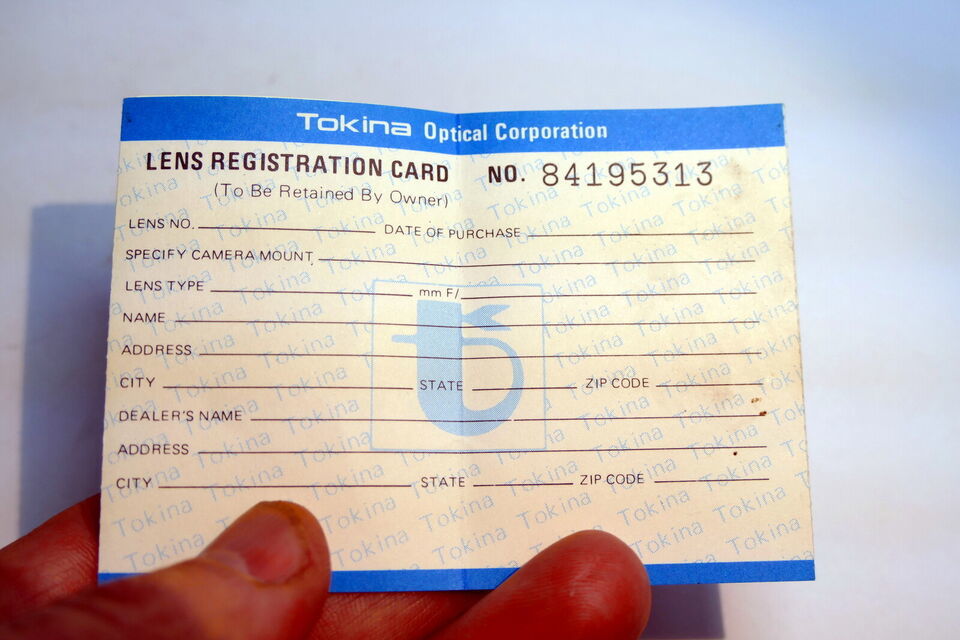 Tokina Optical Corporation
LENS REGISTRATION CARD NO. 84195313
(To Be Retained By Owner)
LENS NO. DATE OF PURCHASE
SPECIFY CAMERA MOUNT
LENS TYPE mm F/
NAME
ADDRESS
CITY STATE ZIP CODE
DEALER'S NAME
ADDRESS
CITY STATE ZIP CODE